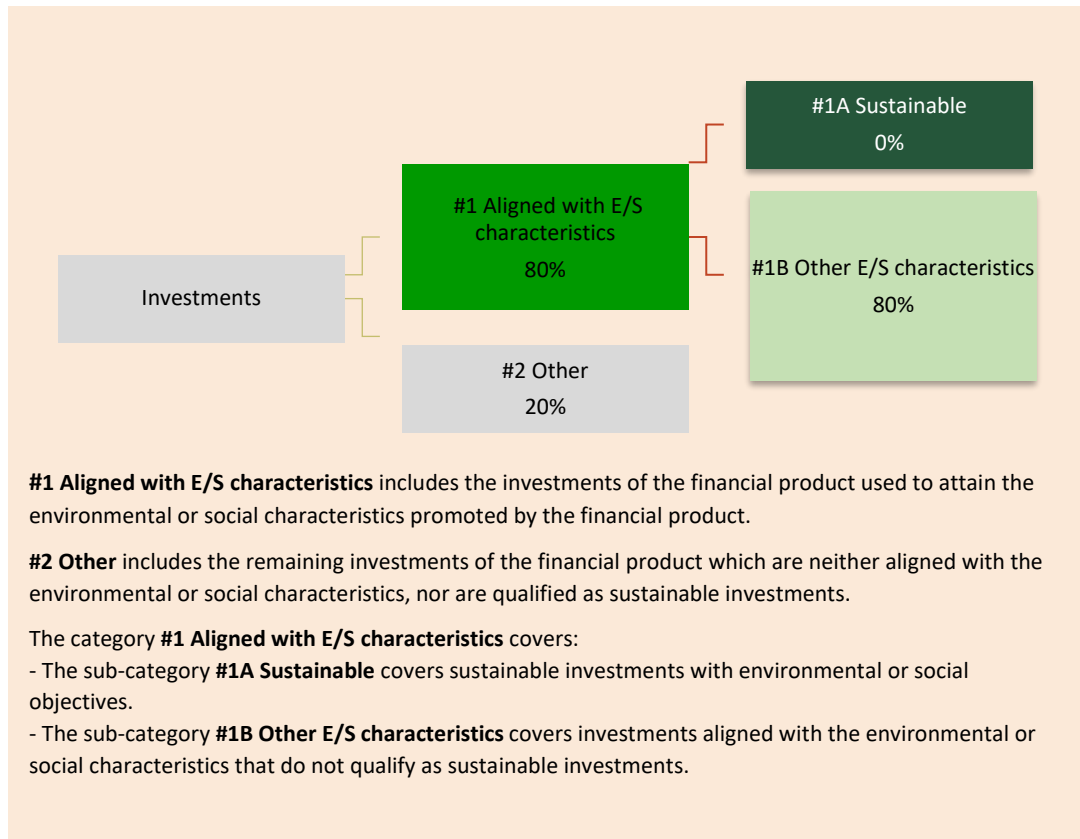 #1A Sustainable
0%
#1 Aligned with E/S
characteristics
80%
#1B Other E/S characteristics
80%
Investments
#2 Other
20%
#1 Aligned with E/S characteristics includes the investments of the financial product used to attain the
environmental or social characteristics promoted by the financial product.
#2 Other includes the remaining investments of the financial product which are neither aligned with the
environmental or social characteristics, nor are qualified as sustainable investments.
The category #1 Aligned with E/S characteristics covers:
- The sub-category #1A Sustainable covers sustainable investments with environmental or social
objectives.
- The sub-category #1B Other E/S characteristics covers investments aligned with the environmental or
social characteristics that do not qualify as sustainable investments.